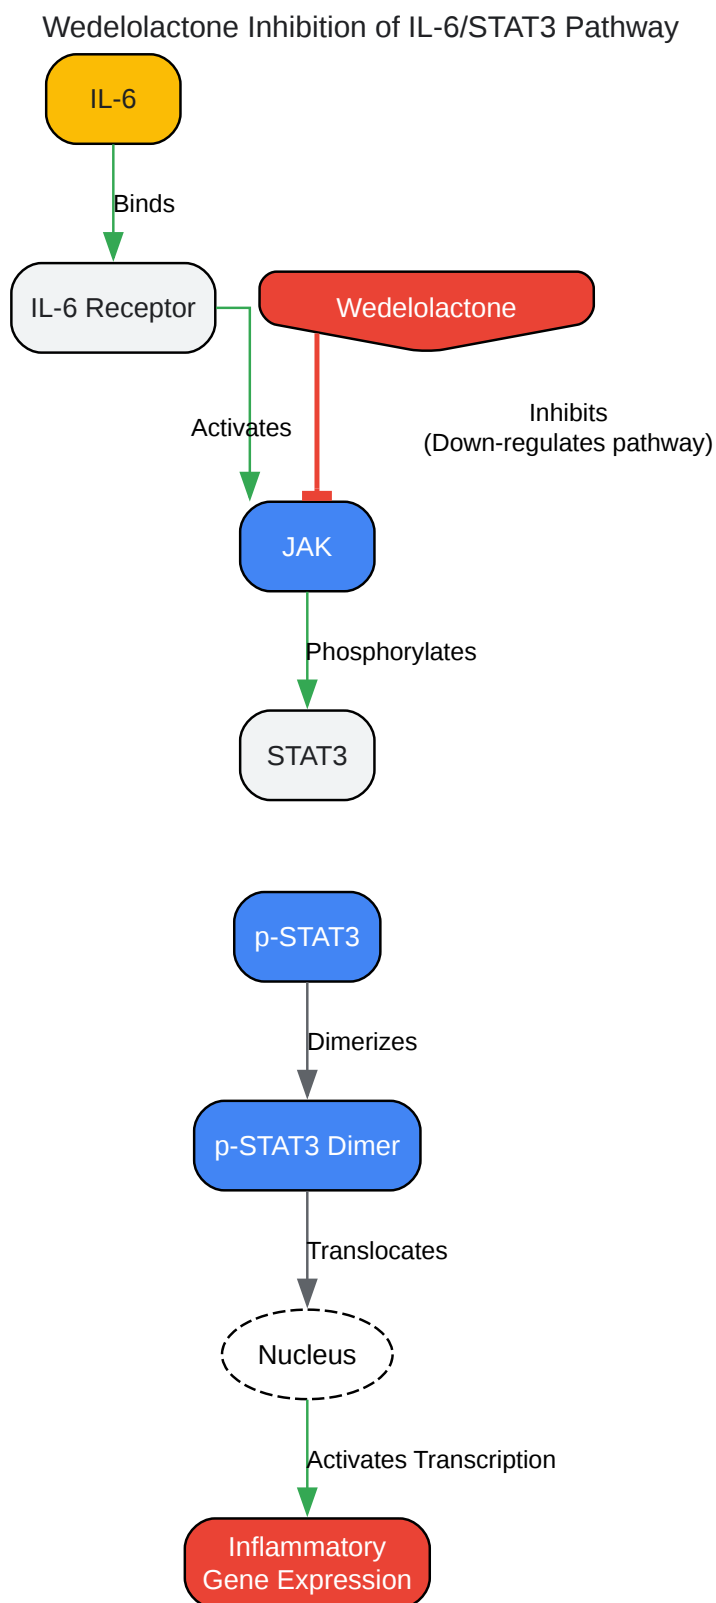 Wedelolactone Inhibition of IL-6/STAT3 Pathway
IL-6
Binds
IL-6 Receptor
Wedelolactone
Activates
Inhibits
(Down-regulates pathway)
JAK
Phosphorylates
STAT3
p-STAT3
Dimerizes
p-STAT3 Dimer
Translocates
Nucleus
Activates Transcription
Inflammatory
Gene Expression